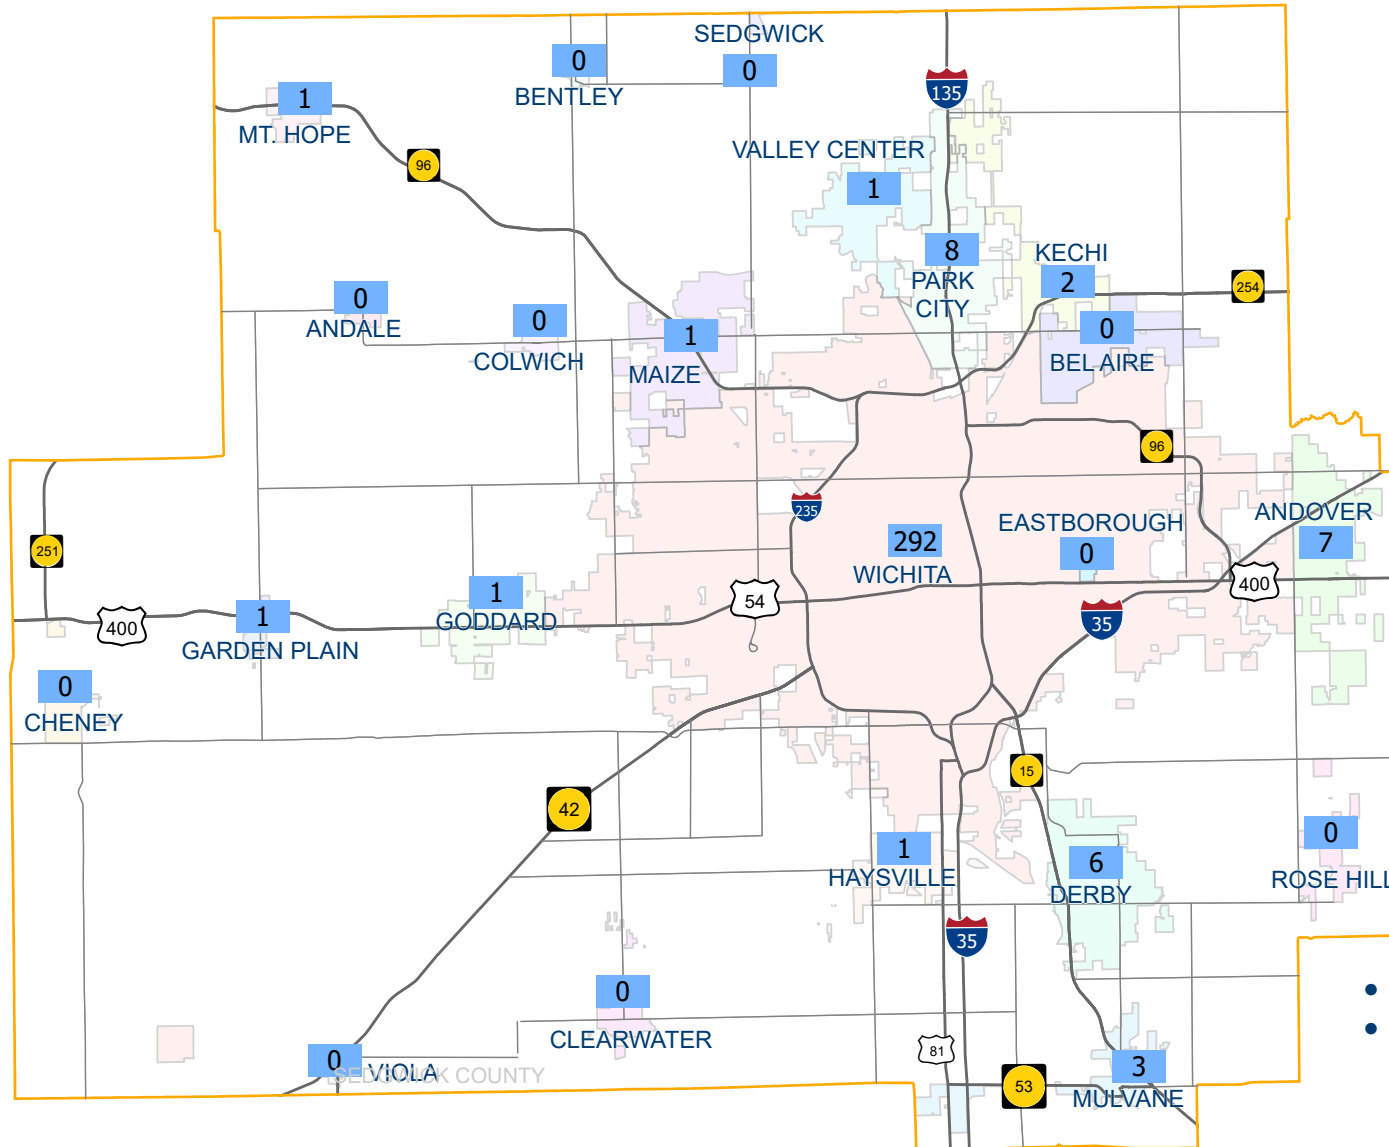 SEDGWICK
0
BENTLEY
0
1
MT. HOPE
135
96
VALLEY CENTER
1
8
PARK
CITY
KECHI
2
254
0
ANDALE
0
COLWICH
1
MAIZE
0
BEL AIRE
96
235
292
WICHITA
EASTBOROUGH
0
ANDOVER
7
251
400
1
GARDEN PLAIN
1
GODDARD
54
400
35
0
CHENEY
42
15
1
HAYSVILLE
6
DERBY
0
ROSE HILL
35
0
CLEARWATER
81
0
VIOLA
SEDGWICK COUNTY
53
3
MULVANE
•
•